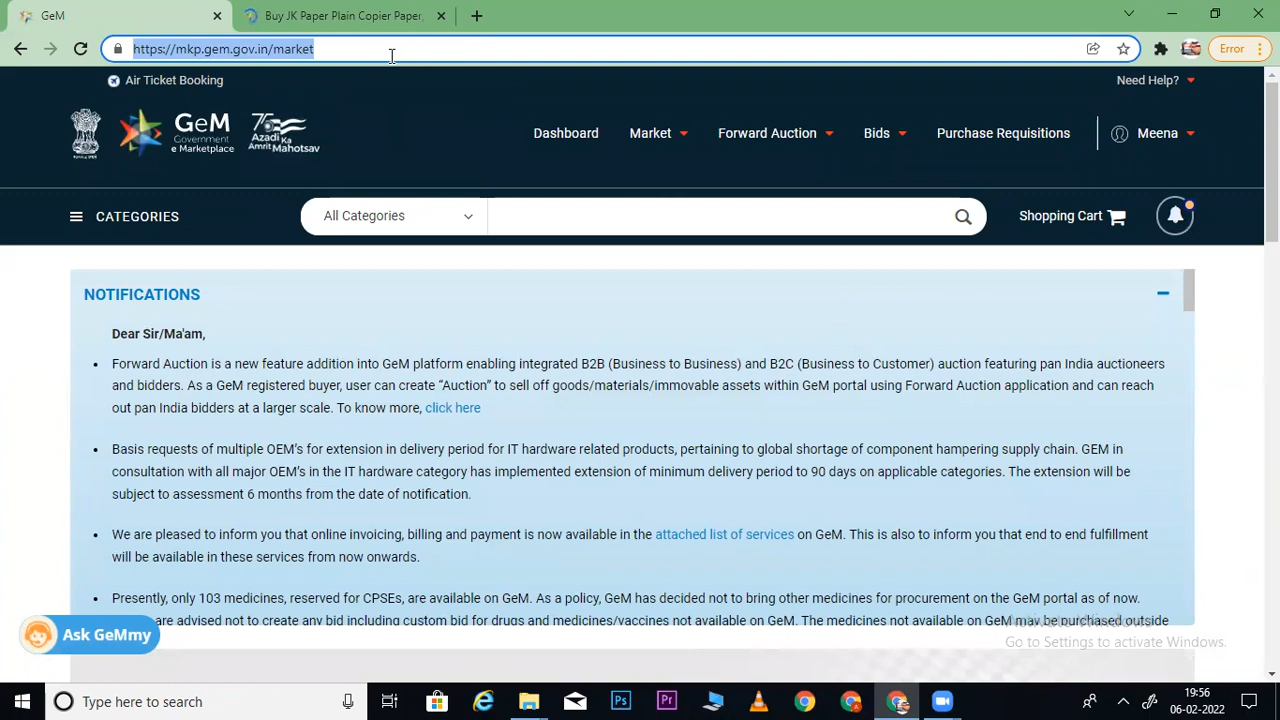 GeM
Buy JK Paper Plain Copier Paper,
https://mkp.gem.gov.in/market
Error
Air Ticket Booking
Need Help?
GeM
Government
e Marketplace
75
Azadi Ka
Amrit Mahotsav
Dashboard
Market
Forward Auction
Bids
Purchase Requisitions
Meena
CATEGORIES
All Categories
Shopping Cart
NOTIFICATIONS
Dear Sir/Ma'am,
• Forward Auction is a new feature addition into GeM platform enabling integrated B2B (Business to Business) and B2C (Business to Customer) auction featuring pan India auctioneers
and bidders. As a GeM registered buyer, user can create “Auction” to sell off goods/materials/immovable assets within GeM portal using Forward Auction application and can reach
out pan India bidders at a larger scale. To know more, click here
• Basis requests of multiple OEM’s for extension in delivery period for IT hardware related products, pertaining to global shortage of component hampering supply chain. GEM in
consultation with all major OEM’s in the IT hardware category has implemented extension of minimum delivery period to 90 days on applicable categories. The extension will be
subject to assessment 6 months from the date of notification.
• We are pleased to inform you that online invoicing, billing and payment is now available in the attached list of services on GeM. This is also to inform you that end to end fulfillment
will be available in these services from now onwards.
• Presently, only 103 medicines, reserved for CPSEs, are available on GeM. As a policy, GeM has decided not to bring other medicines for procurement on the GeM portal as of now.
are advised not to create any bid including custom bid for drugs and medicines/vaccines not available on GeM. The medicines not available on GeM may be purchased outside
Ask GeMmy
Activate Windows
Go to Settings to activate Windows.
Type here to search
Ps
Pr
19:56
06-02-2022